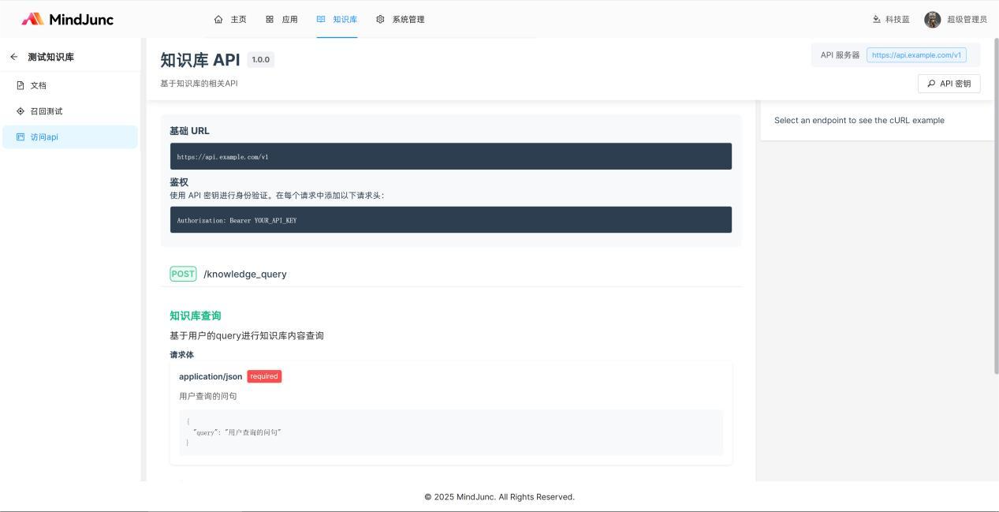 MindJunc
主页
应用
知识库
系统管理
科技蓝
超级管理员
测试知识库
文档
召回测试
访问api
知识库 API 1.0.0
基于知识库的相关API
API 服务器 https://api.example.com/v1
API 密钥
基础 URL
https://api.example.com/v1
鉴权
使用 API 密钥进行身份验证。在每个请求中添加以下请求头：
Authorization: Bearer YOUR_API_KEY
POST /knowledge_query
知识库查询
基于用户的query进行知识库内容查询
请求体
application/json required
用户查询的问句
{
"query": "用户查询的问句"
}
Select an endpoint to see the cURL example
© 2025 MindJunc. All Rights Reserved.